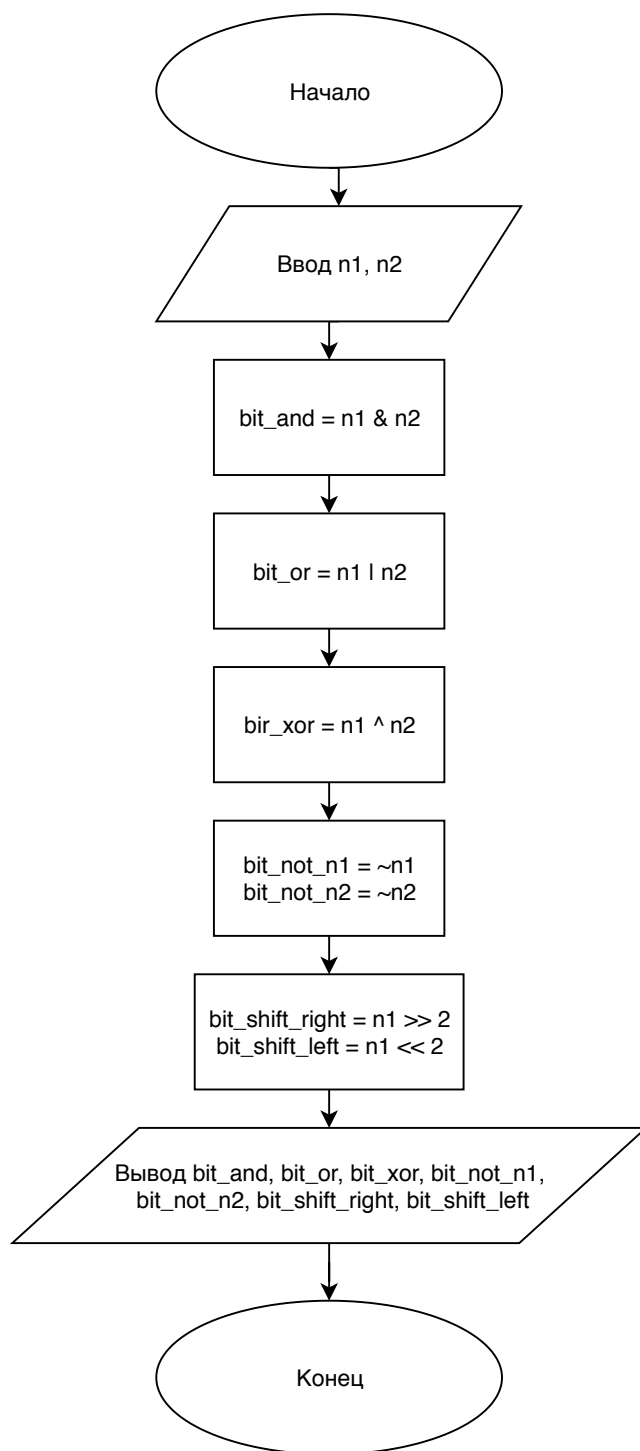 Начало
Ввод n1, n2
bit_and = n1 & n2
bit_or = n1 | n2
bir_xor = n1 ^ n2
bit_not_n1 = ~n1
bit_not_n2 = ~n2
bit_shift_right = n1 >> 2
bit_shift_left = n1 << 2
Вывод bit_and, bit_or, bit_xor, bit_not_n1,
bit_not_n2, bit_shift_right, bit_shift_left
Конец